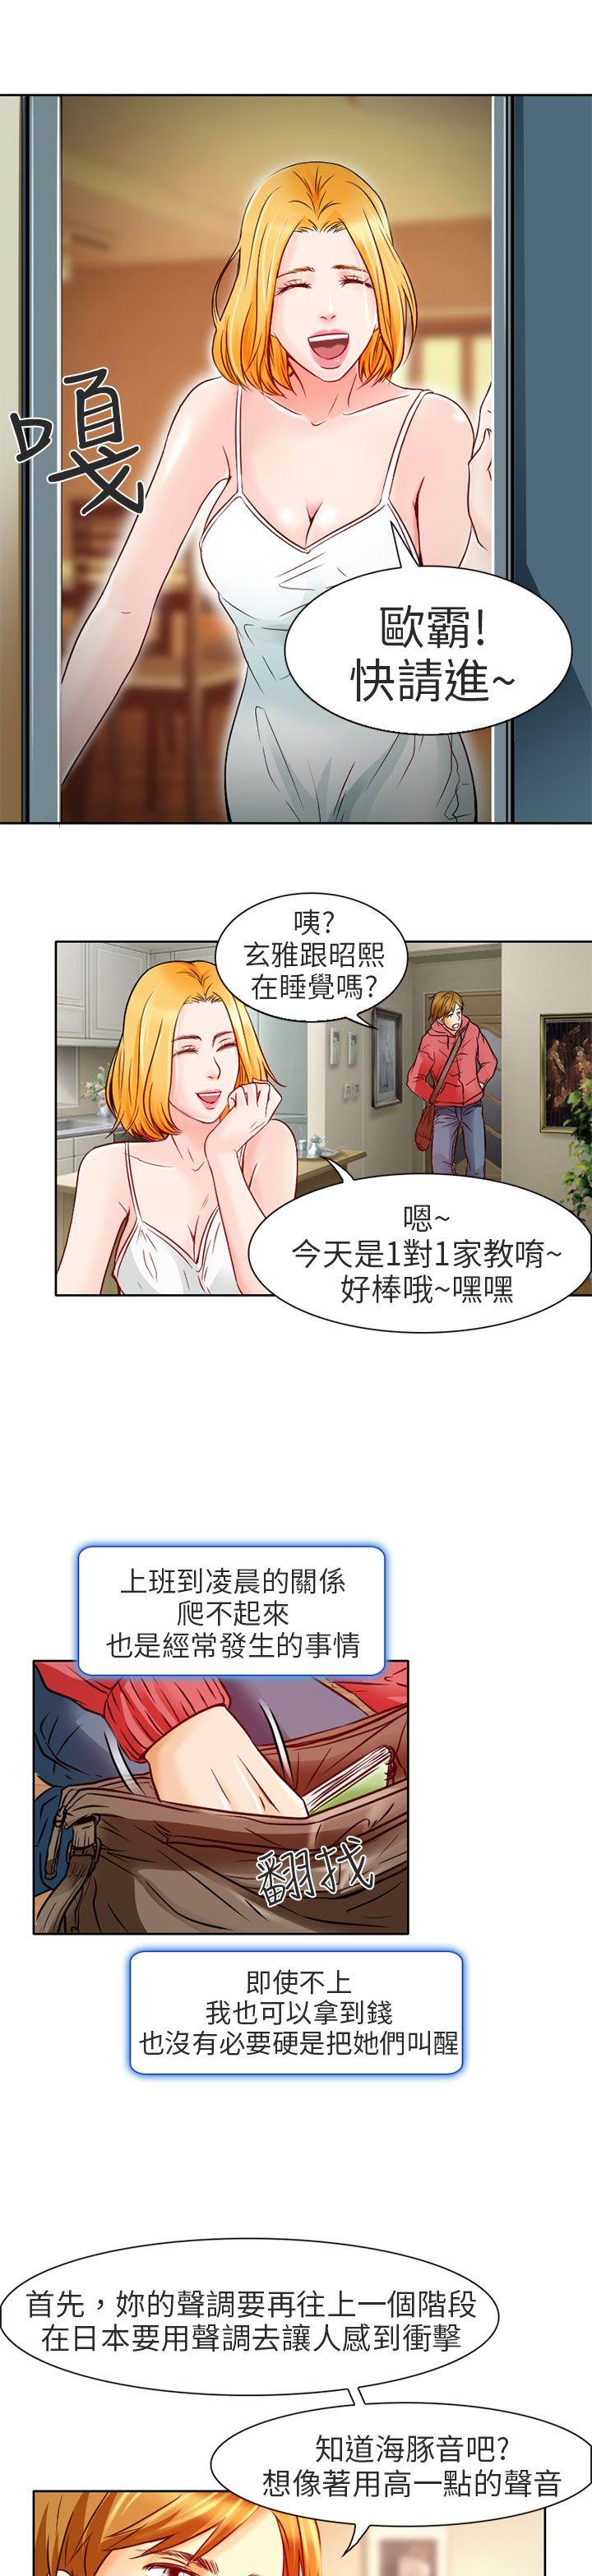 嘎
歐霸!
快請進~
咦?
玄雅跟昭熙
在睡覺嗎?
嗯~
今天是1對1家教唷~
好棒哦~嘿嘿
上班到凌晨的關係
爬不起來
也是經常發生的事情
翻找
即使不上
我也可以拿到錢
也沒有必要硬是把她們叫醒
首先，妳的聲調要再往上一個階段
在日本要用聲調去讓人感到衝擊
知道海豚音吧?
想像著用高一點的聲音